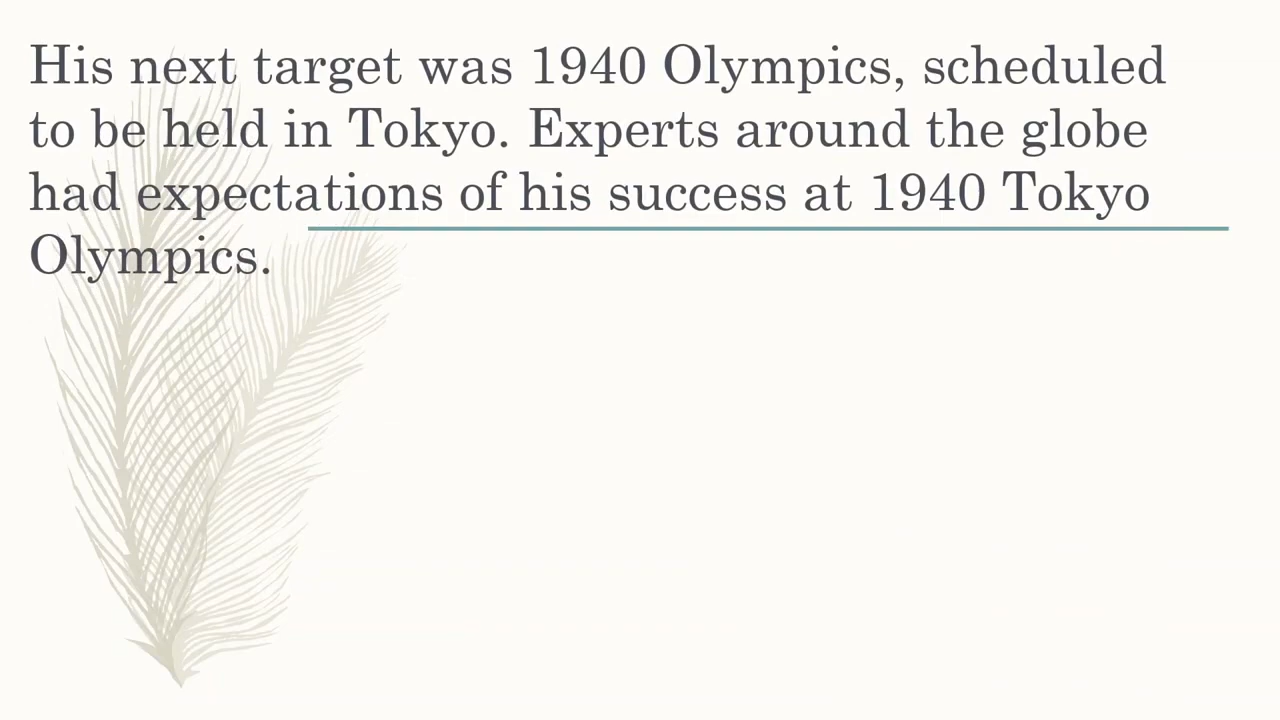 His next target was 1940 Olympics, scheduled
to be held in Tokyo. Experts around the globe
had expectations of his success at 1940 Tokyo
Olympics.